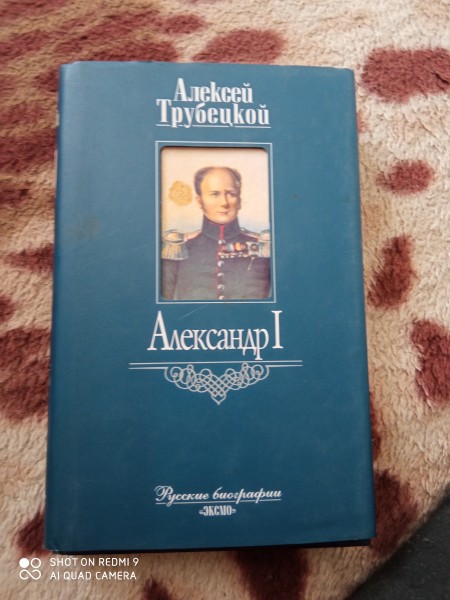 Алексей
Трубецкой
Александр I
Русские биографии
«ЭКСМО»
SHOT ON REDMI 9
AI QUAD CAMERA